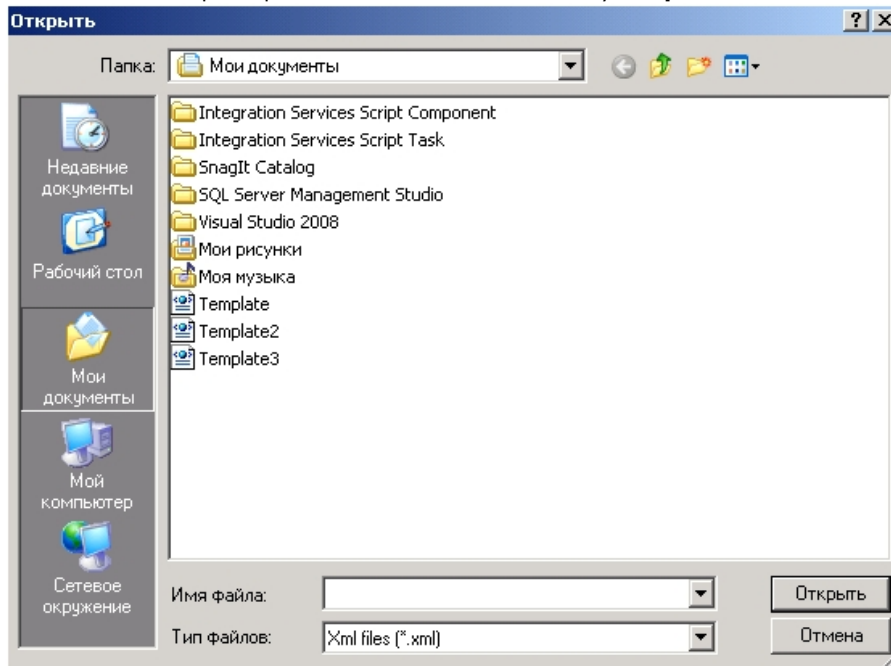 Открыть
Папка:
Мои документы
Недавние
документы
Рабочий стол
Мои
документы
Мой
компьютер
Сетевое
окружение
Integration Services Script Component
Integration Services Script Task
SnagIt Catalog
SQL Server Management Studio
Visual Studio 2008
Мои рисунки
Моя музыка
Template
Template2
Template3
Имя файла:
Открыть
Тип файлов:
Xml files (*.xml)
Отмена